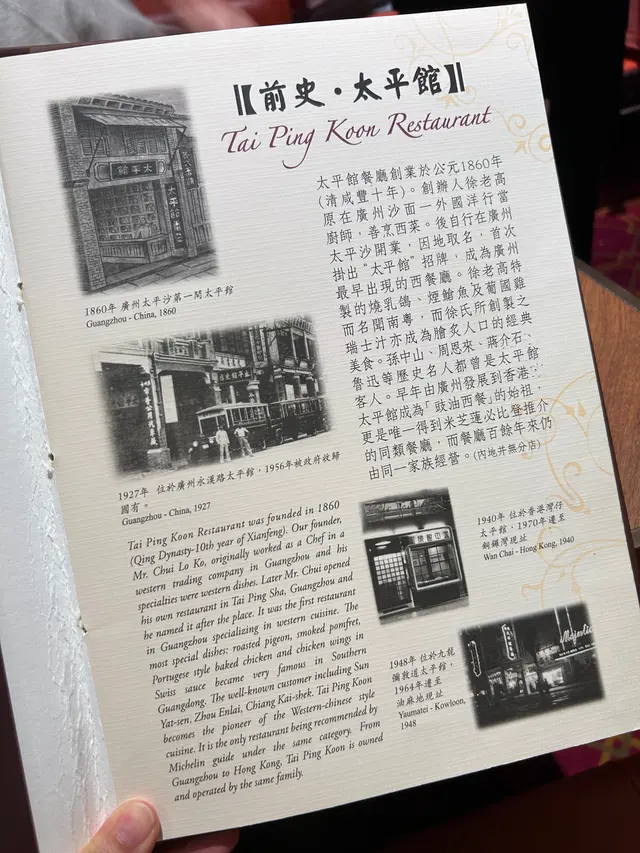 【前史·太平館】
Tai Ping Koon Restaurant
太平館餐廳創業於公元1860年
(清咸豐十年)。創辦人徐老高
原在廣州沙面一外國洋行當
廚師，善烹西菜。後自行在廣州
太平沙開業，因地取名，首次
掛出“太平館”招牌，成為廣州
最早出現的西餐廳。徐老高特
製的燒乳鴿、煙鯧魚及葡國雞
而名聞南粵，而徐氏所創製之
瑞士汁亦成為膾炙人口的經典
美食。孫中山、周恩來、蔣介石、
魯迅等歷史名人都曾是太平館
客人。早年由廣州發展到香港，
太平館成為「豉油西餐」的始祖，
更是唯一得到米芝蓮必比登推介
的同類餐廳，而餐廳百餘年來仍
由同一家族經營。(內地并無分店)
太平館
1860年 廣州太平沙第一間太平館
Guangzhou - China, 1860
1927年 位於廣州永漢路太平館，1956年被政府收歸
國有。
Guangzhou - China, 1927
Tai Ping Koon Restaurant was founded in 1860
(Qing Dynasty-10th year of Xianfeng). Our founder,
Mr. Chui Lo Ko, originally worked as a Chef in a
western trading company in Guangzhou and his
specialties were western dishes. Later Mr. Chui opened
his own restaurant in Tai Ping Sha, Guangzhou and
he named it after the place. It was the first restaurant
in Guangzhou specializing in western cuisine. The
most special dishes: roasted pigeon, smoked pomfret,
Portugese style baked chicken and chicken wings in
Swiss sauce became very famous in Southern
Guangdong. The well-known customer including Sun
Yat-sen, Zhou Enlai, Chiang Kai-shek. Tai Ping Koon
becomes the pioneer of the Western-chinese style
cuisine. It is the only restaurant being recommended by
Michelin guide under the same category. From
Guangzhou to Hong Kong, Tai Ping Koon is owned
and operated by the same family.
1940年 位於香港灣仔
太平館，1970年遷至
銅鑼灣現址
Wan Chai - Hong Kong, 1940
1948年 位於九龍
彌敦道太平館，
1964年遷至
油麻地現址
Yaumatei - Kowloon,
1948
Majestic